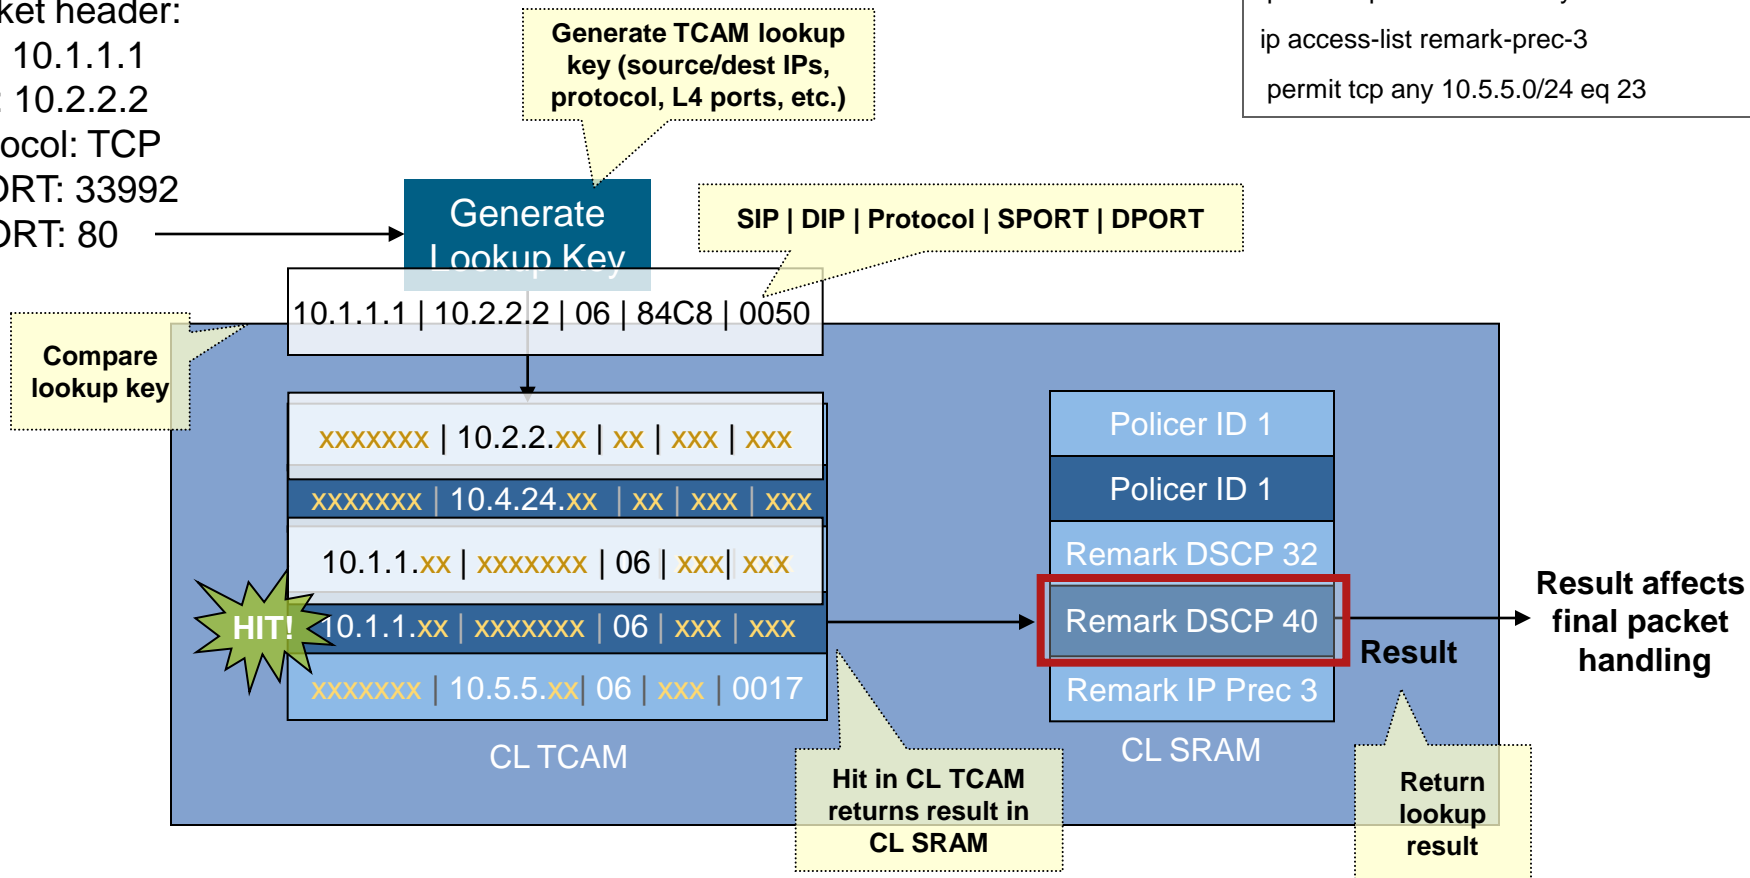 ket header:
10.1.1.1
: 10.2.2.2
ocol: TCP
ORT: 33992
ORT: 80
Generate TCAM lookup
key (source/dest IPs,
protocol, L4 ports, etc.)
ip access-list remark-prec-3
permit tcp any 10.5.5.0/24 eq 23
Generate
Lookup Key
SIP | DIP | Protocol | SPORT | DPORT
10.1.1.1 | 10.2.2.2 | 06 | 84C8 | 0050
Compare
lookup key
xxxxxxx | 10.2.2.xx | xx | xxx | xxx
xxxxxxx | 10.4.24.xx | xx | xxx | xxx
10.1.1.xx | xxxxxxx | 06 | xxx| xxx
HIT!
10.1.1.xx | xxxxxxx | 06 | xxx | xxx
xxxxxxx | 10.5.5.xx| 06 | xxx | 0017
CL TCAM
Policer ID 1
Policer ID 1
Remark DSCP 32
Remark DSCP 40
Remark IP Prec 3
CL SRAM
Result
Result affects
final packet
handling
Hit in CL TCAM
returns result in
CL SRAM
Return
lookup
result